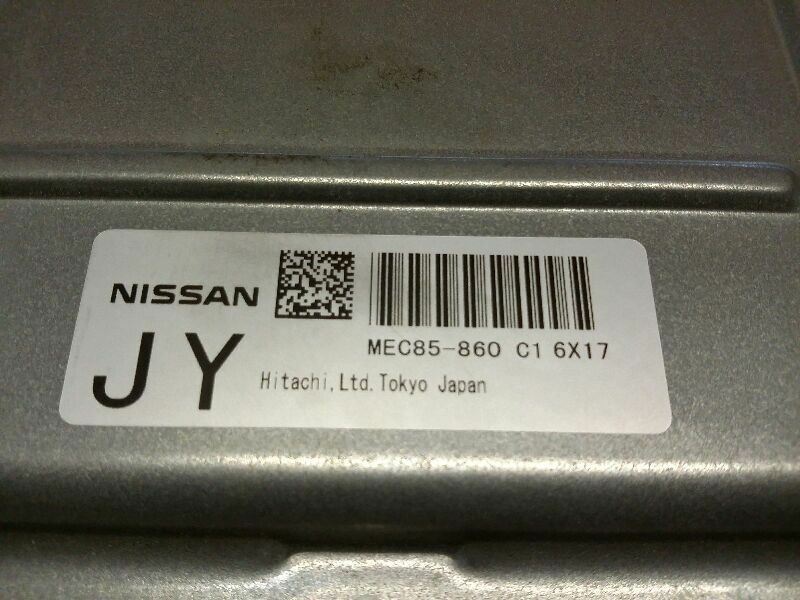 NISSAN
MEC85-860 C1 6X17
JY
Hitachi,Ltd.Tokyo Japan